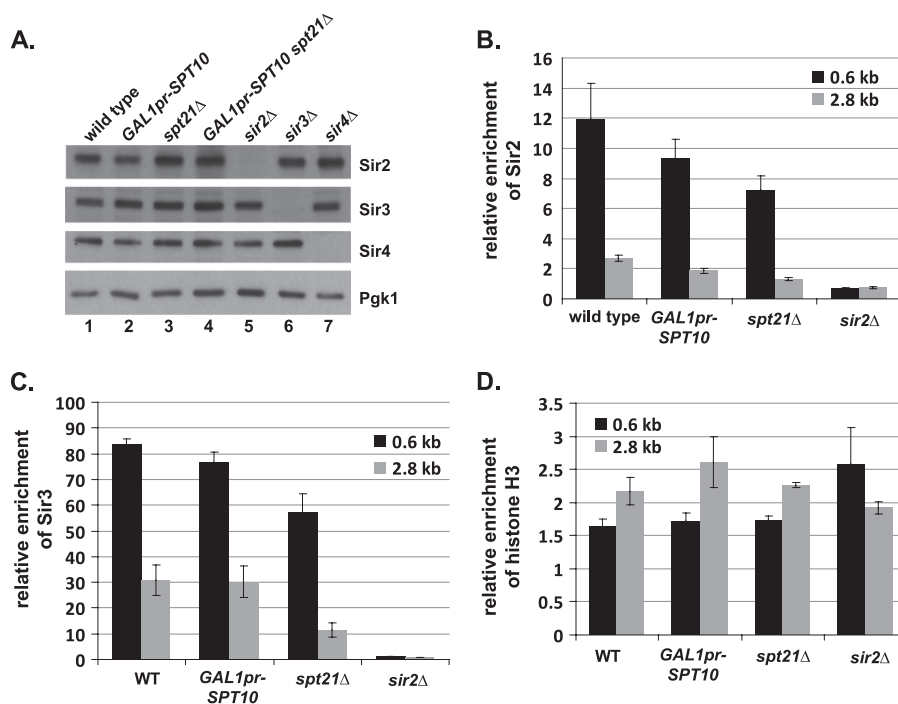 A.
wild type
GAL1pr-SPT10
spt21Δ
GAL1pr-SPT10 spt21Δ
sir2Δ
sir3Δ
sir4Δ
Sir2
Sir3
Sir4
Pgk1
1 2 3 4 5 6 7
B.
relative enrichment
of Sir2
16
14
12
10
8
6
4
2
0
0.6 kb
2.8 kb
wild type
GAL1pr-
SPT10
spt21Δ
sir2Δ
C.
relative enrichment
of Sir3
100
90
80
70
60
50
40
30
20
10
0
0.6 kb
2.8 kb
WT
GAL1pr-
SPT10
spt21Δ
sir2Δ
D.
relative enrichment
of histone H3
3.5
3
2.5
2
1.5
1
0.5
0
0.6 kb
2.8 kb
WT
GAL1pr-
SPT10
spt21Δ
sir2Δ